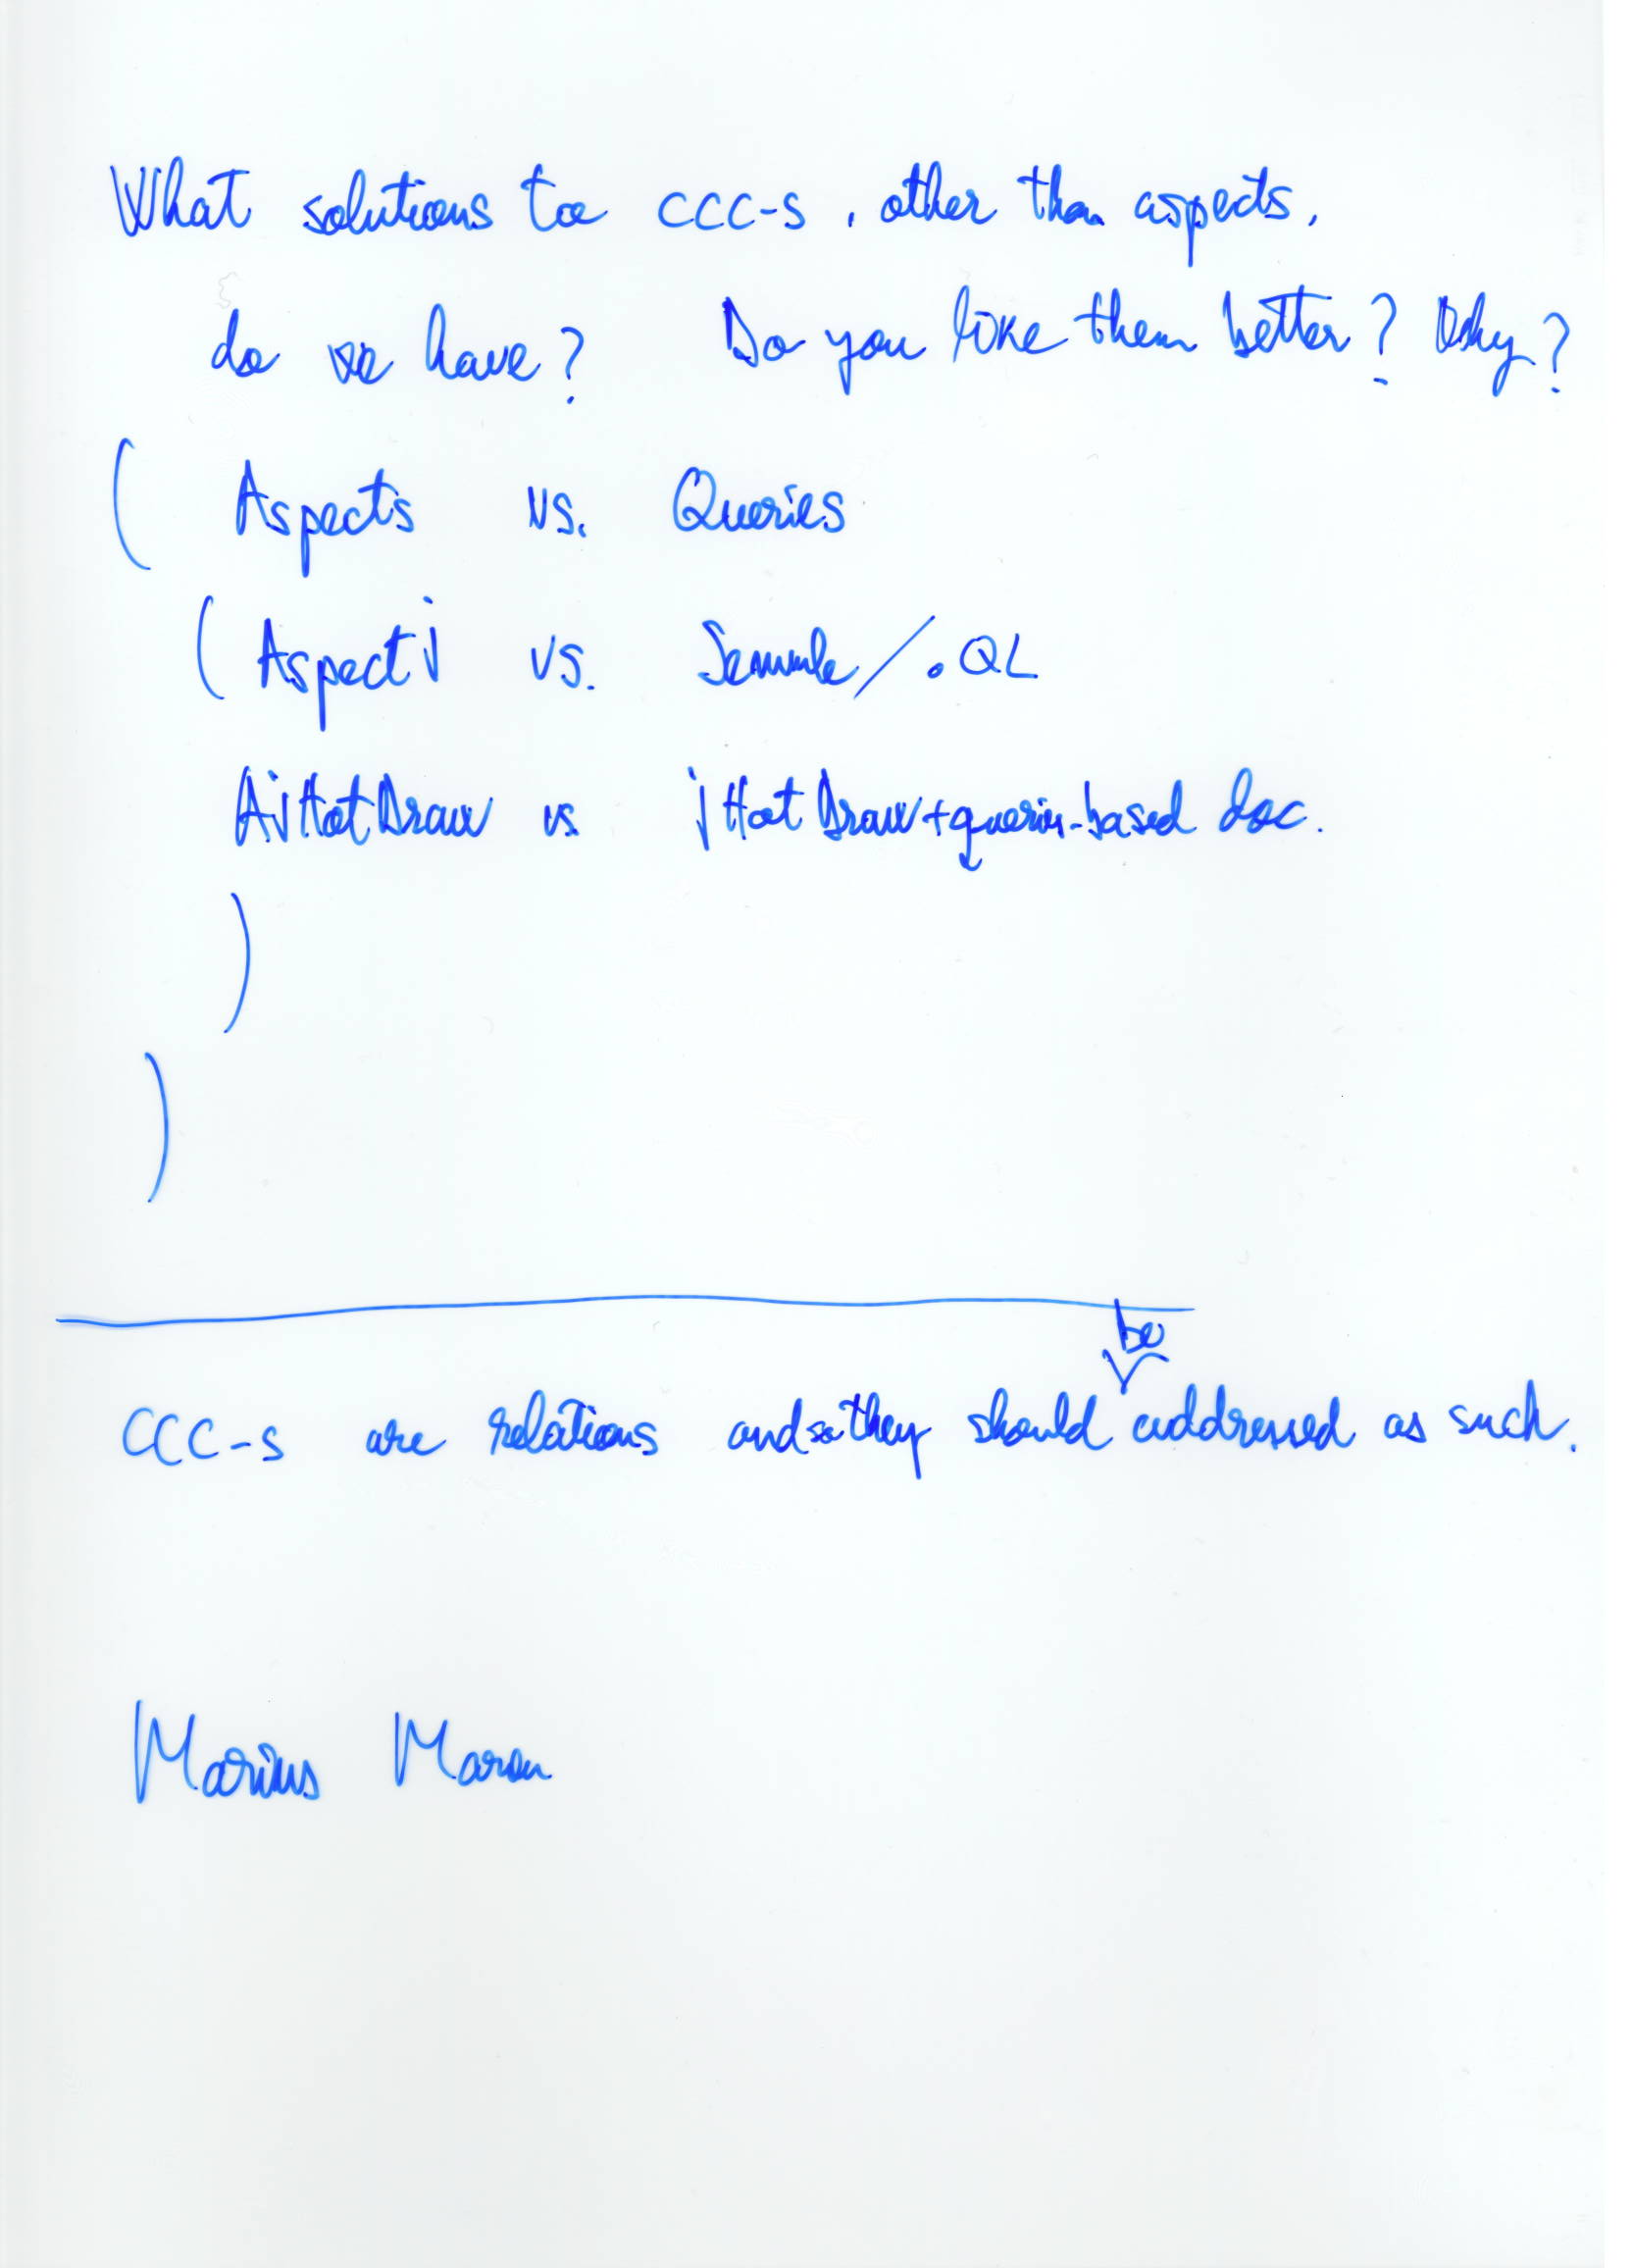 What solutions to CCC-s, other than aspects,
do we have? Do you like them better? Why?
( Aspects vs. Queries
( Aspectj vs. Semmle/.QL
AjHotDraw vs jHotDraw+queries-based doc.
)
)
be
CCC-s are relations and so they should addressed as such.
Marius Marin